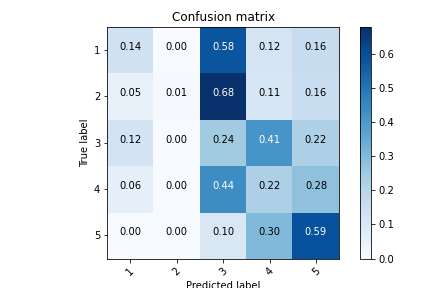 Confusion matrix
1 0.14 0.00 0.58 0.12 0.16
2 0.05 0.01 0.68 0.11 0.16
3 0.12 0.00 0.24 0.41 0.22
4 0.06 0.00 0.44 0.22 0.28
5 0.00 0.00 0.10 0.30 0.59
True label
1 2 3 4 5
Predicted label
0.6
0.5
0.4
0.3
0.2
0.1
0.0